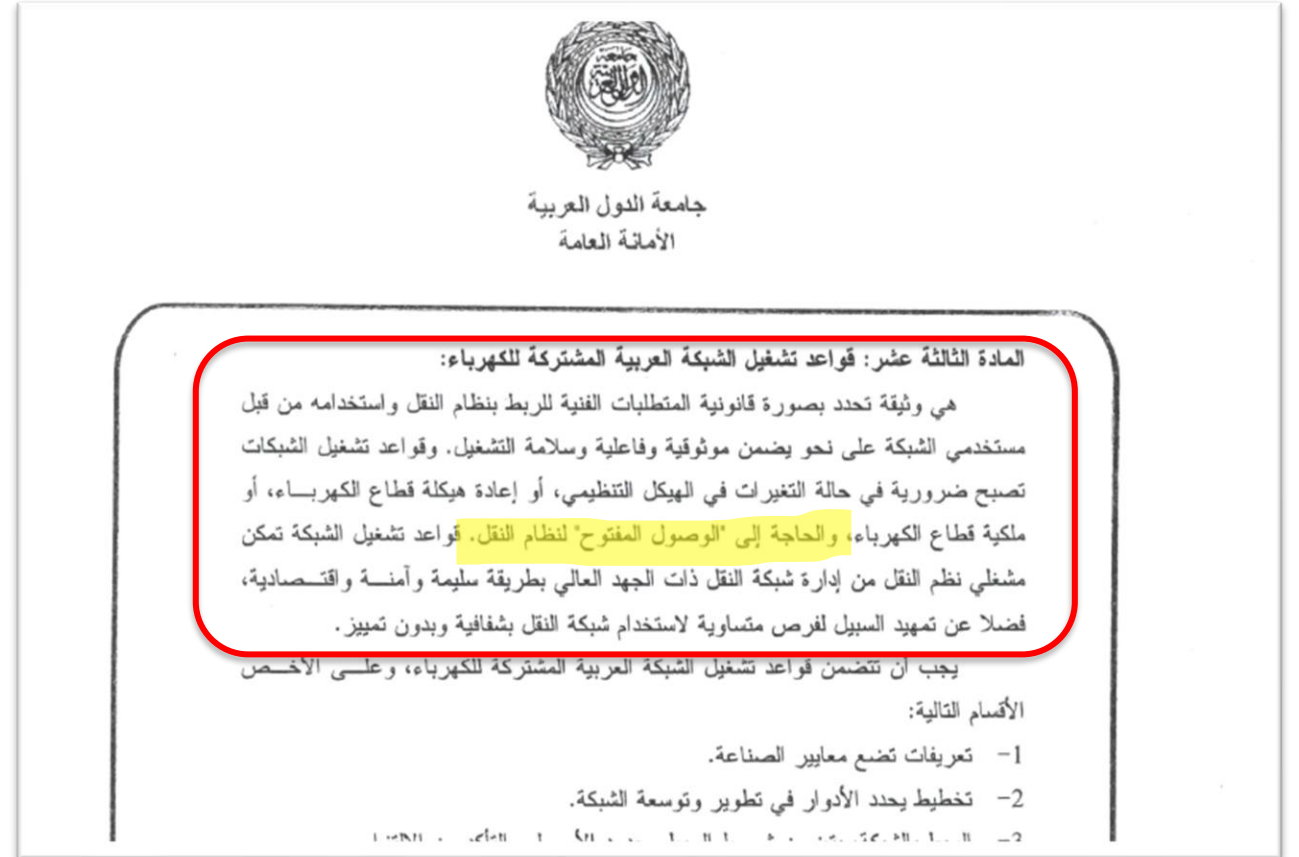 جامعة الدول العربية
الأمانة العامة
المادة الثالثة عشر: قواعد تشغيل الشبكة العربية المشتركة للكهرباء:
هي وثيقة تحدد بصورة قانونية المتطلبات الفنية للربط بنظام النقل واستخدامه من قبل
مستخدمي الشبكة على نحو يضمن موثوقية وفاعلية وسلامة التشغيل. وقواعد تشغيل الشبكات
تصبح ضرورية في حالة التغيرات في الهيكل التنظيمي، أو إعادة هيكلة قطاع الكهربـــاء، أو
ملكية قطاع الكهرباء، والحاجة إلى "الوصول المفتوح" لنظام النقل. قواعد تشغيل الشبكة تمكن
مشغلي نظم النقل من إدارة شبكة النقل ذات الجهد العالي بطريقة سليمة وآمنـــة واقتـــصادية،
فضلا عن تمهيد السبيل لفرص متساوية لاستخدام شبكة النقل بشفافية وبدون تمييز.
يجب أن تتضمن قواعد تشغيل الشبكة العربية المشتركة للكهرباء، وعلـــى الأخـــص
الأقسام التالية:
1- تعريفات تضع معايير الصناعة.
2- تخطيط يحدد الأدوار في تطوير وتوسعة الشبكة.